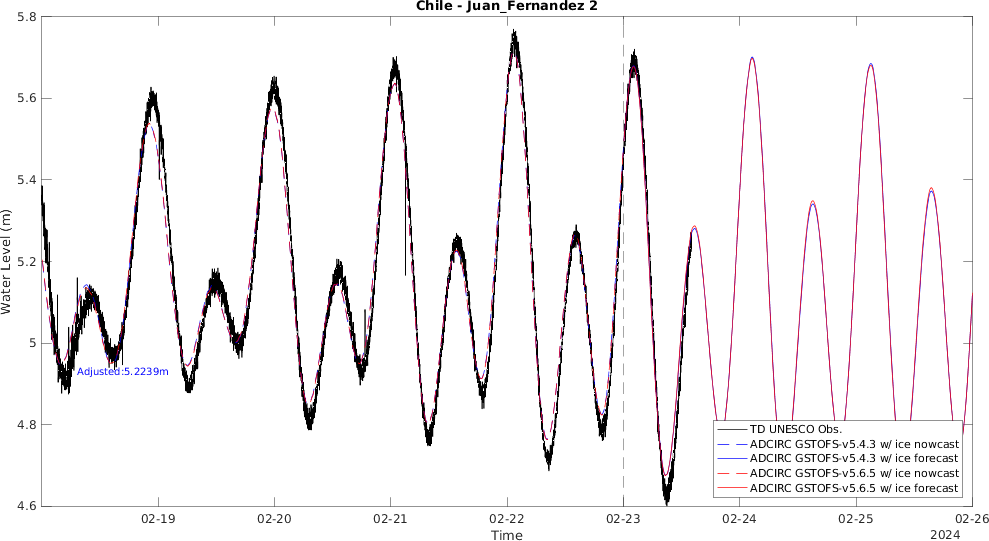 Chile - Juan_Fernandez 2
5.8
5.6
5.4
5.2
5
4.8
4.6
Water Level (m)
Adjusted:5.2239m
TD UNESCO Obs.
ADCIRC GSTOFS-v5.4.3 w/ ice nowcast
ADCIRC GSTOFS-v5.4.3 w/ ice forecast
ADCIRC GSTOFS-v5.6.5 w/ ice nowcast
ADCIRC GSTOFS-v5.6.5 w/ ice forecast
02-19 02-20 02-21 02-22 02-23 02-24 02-25 02-26
Time
2024